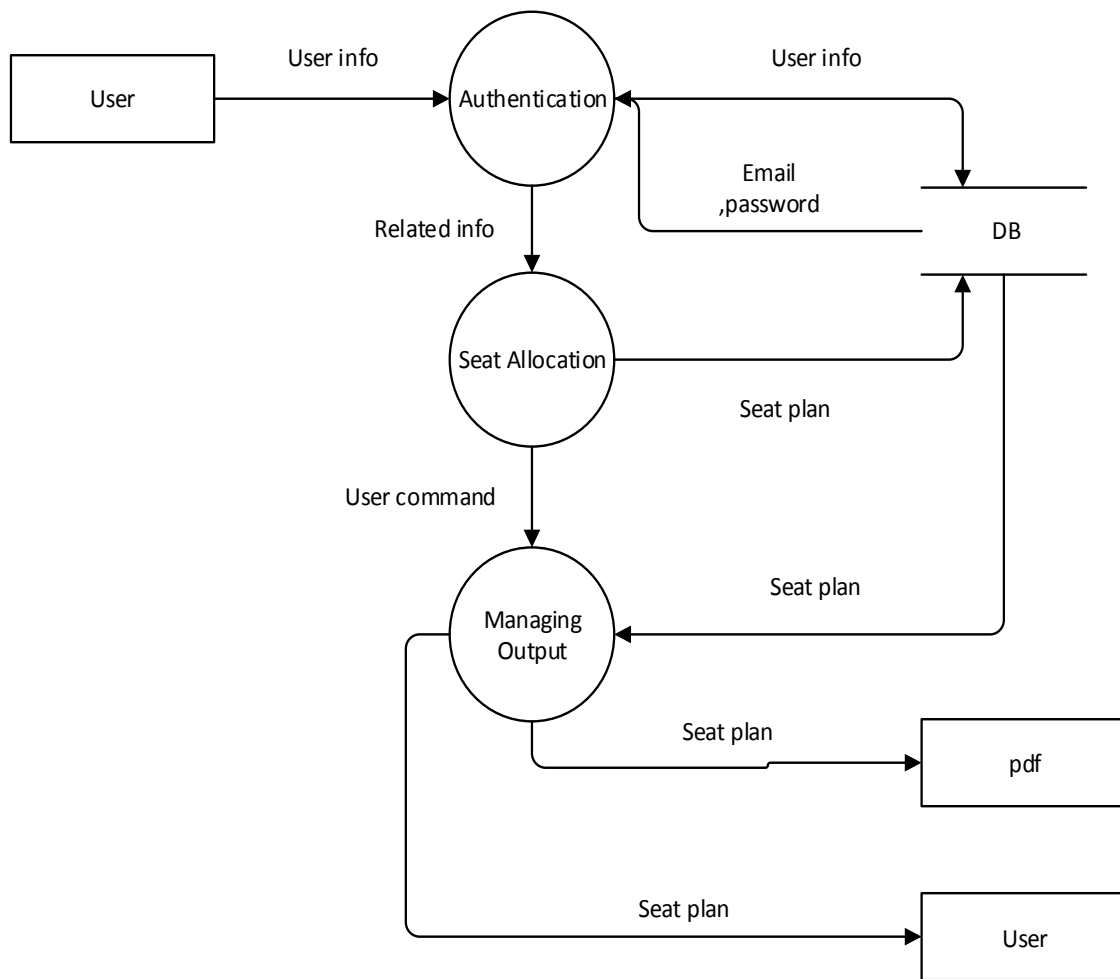 User info
User info
User
Authentication
Email
,password
Related info
DB
Seat Allocation
Seat plan
User command
Seat plan
Managing
Output
Seat plan
pdf
Seat plan
User